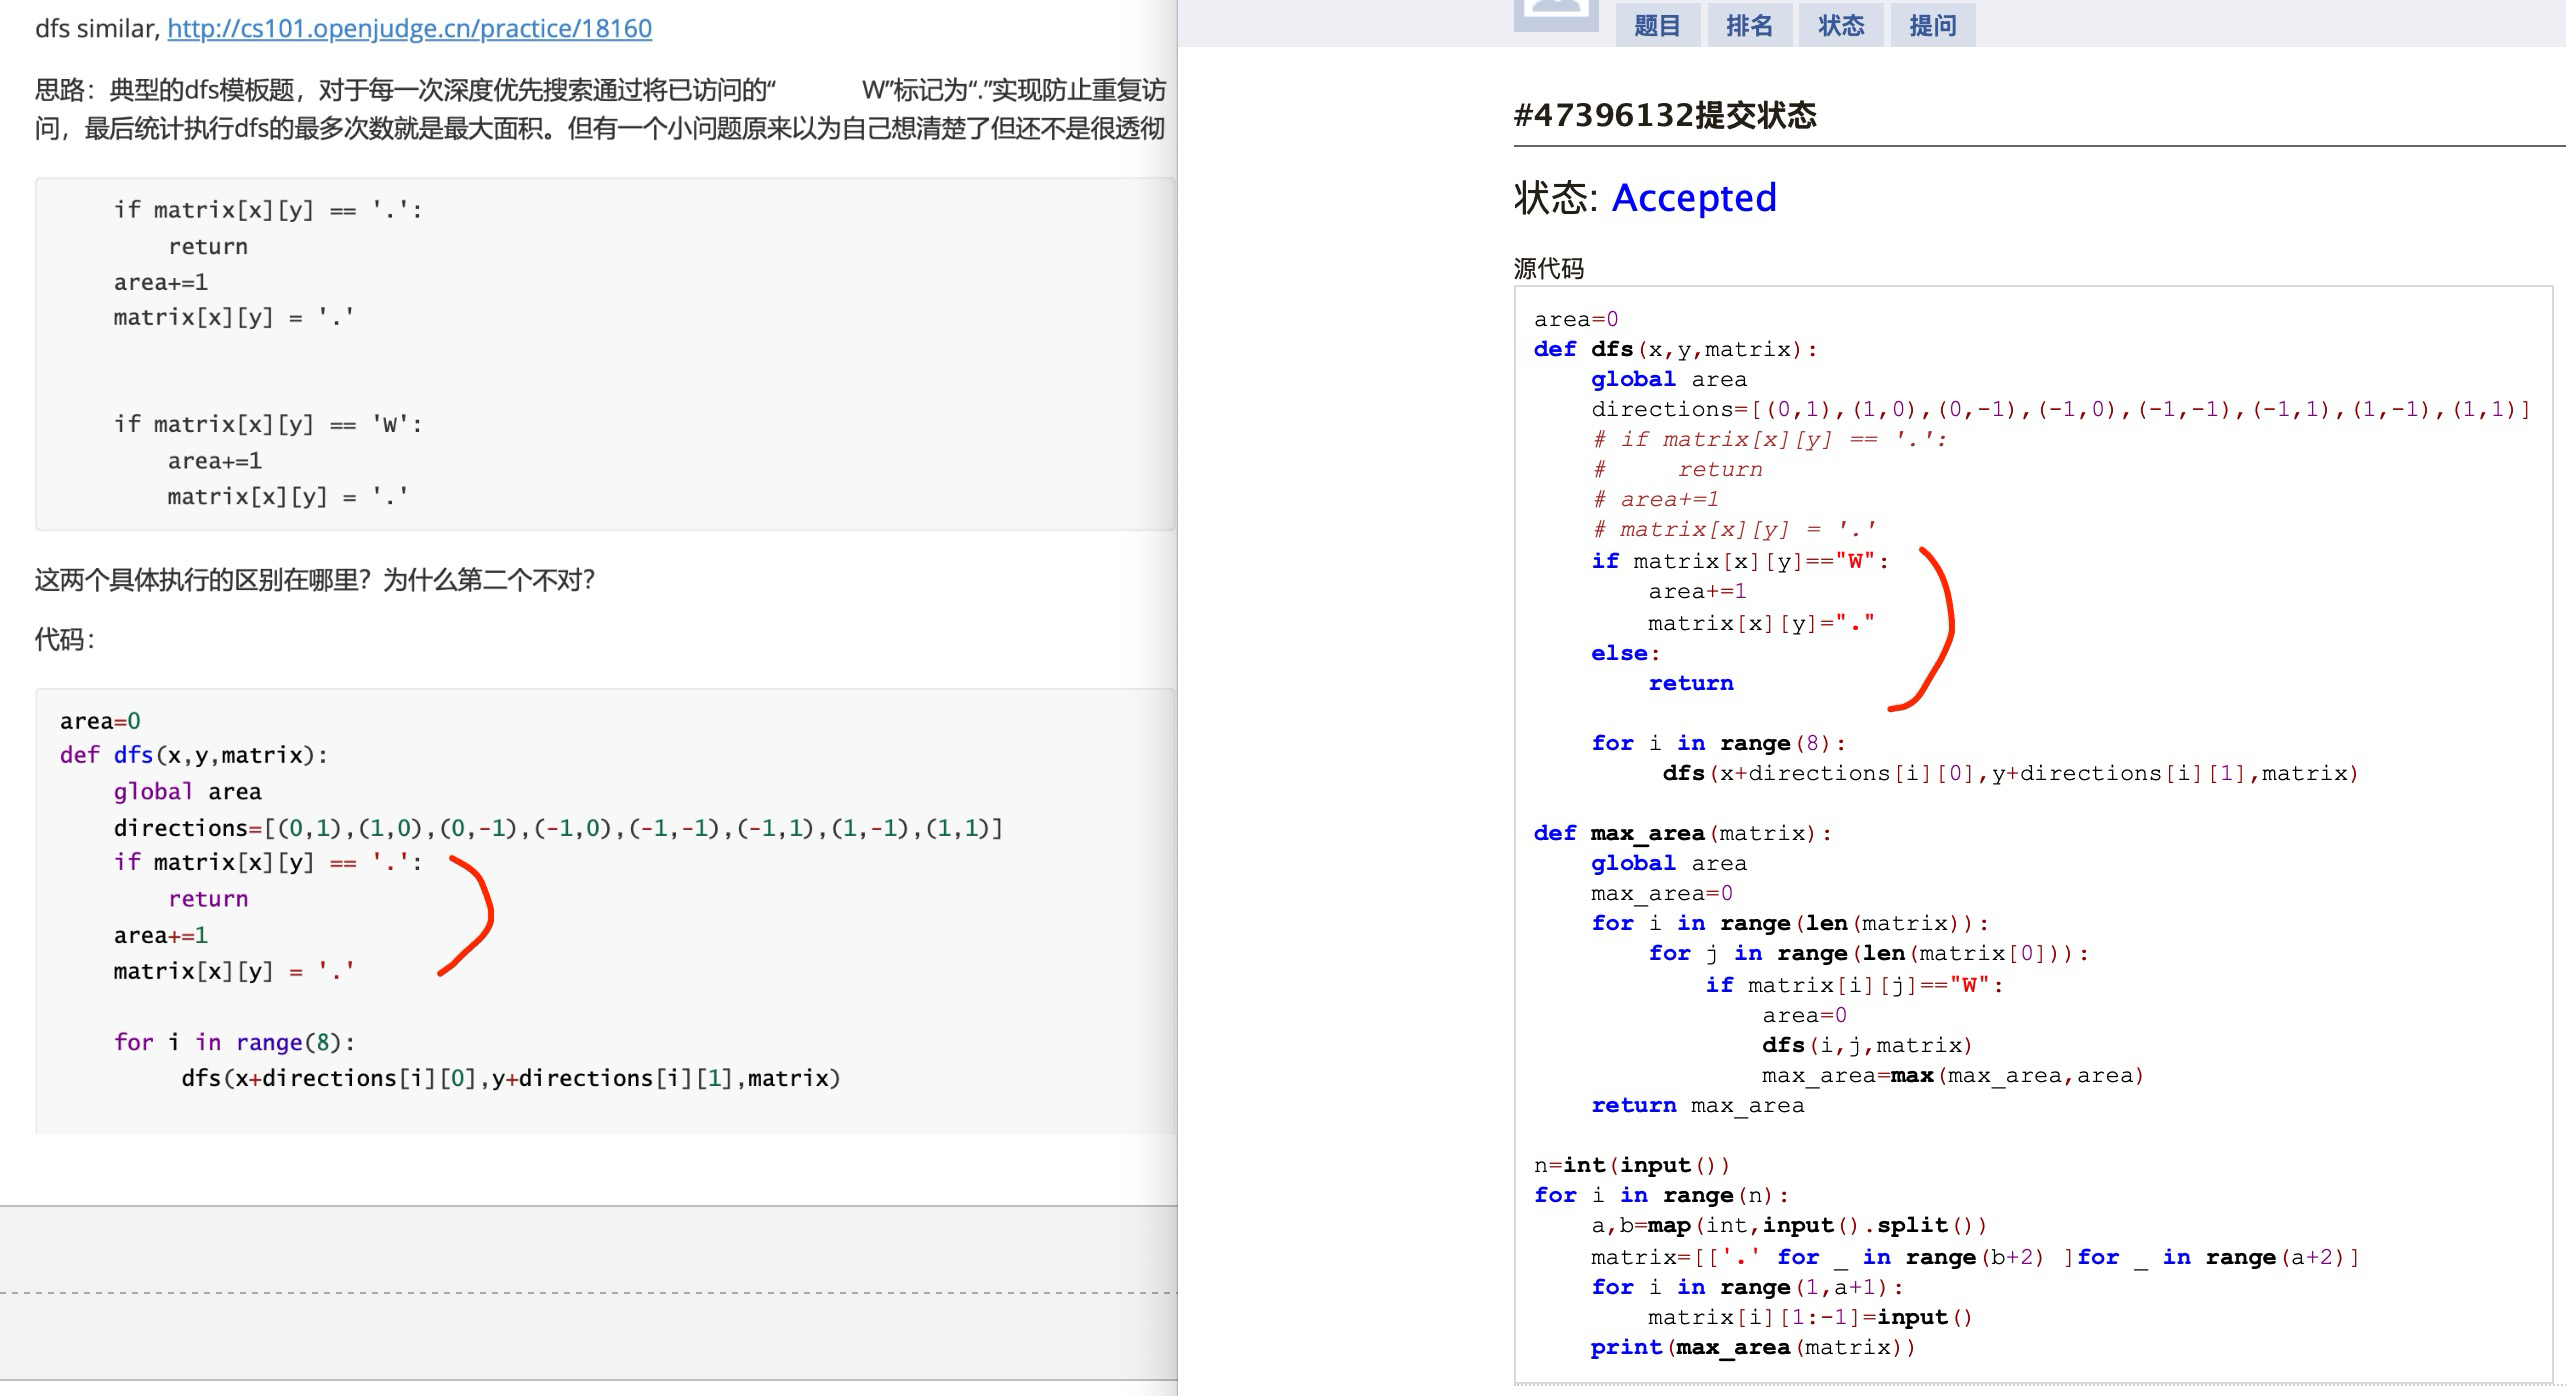 dfs similar, http://cs101.openjudge.cn/practice/18160
思路：典型的dfs模板题，对于每一次深度优先搜索通过将已访问的“ W”标记为“.”实现防止重复访
问，最后统计执行dfs的最多次数就是最大面积。但有一个小问题原来以为自己想清楚了但还不是很透彻
if matrix[x][y] == '.':
return
area+=1
matrix[x][y] = '.'
if matrix[x][y] == 'W':
area+=1
matrix[x][y] = '.'
这两个具体执行的区别在哪里？为什么第二个不对？
代码：
area=0
def dfs(x,y,matrix):
global area
directions=[(0,1),(1,0),(0,-1),(-1,0),(-1,-1),(-1,1),(1,-1),(1,1)]
if matrix[x][y] == '.':
return
area+=1
matrix[x][y] = '.'
for i in range(8):
dfs(x+directions[i][0],y+directions[i][1],matrix)
题目 排名 状态 提问
#47396132提交状态
状态: Accepted
源代码
area=0
def dfs(x,y,matrix):
global area
directions=[(0,1),(1,0),(0,-1),(-1,0),(-1,-1),(-1,1),(1,-1),(1,1)]
# if matrix[x][y] == '.':
# return
# area+=1
# matrix[x][y] = '.'
if matrix[x][y]=="W":
area+=1
matrix[x][y]="."
else:
return
for i in range(8):
dfs(x+directions[i][0],y+directions[i][1],matrix)
def max_area(matrix):
global area
max_area=0
for i in range(len(matrix)):
for j in range(len(matrix[0])):
if matrix[i][j]=="W":
area=0
dfs(i,j,matrix)
max_area=max(max_area,area)
return max_area
n=int(input())
for i in range(n):
a,b=map(int,input().split())
matrix=[['.' for _ in range(b+2) ]for _ in range(a+2)]
for i in range(1,a+1):
matrix[i][1:-1]=input()
print(max_area(matrix))